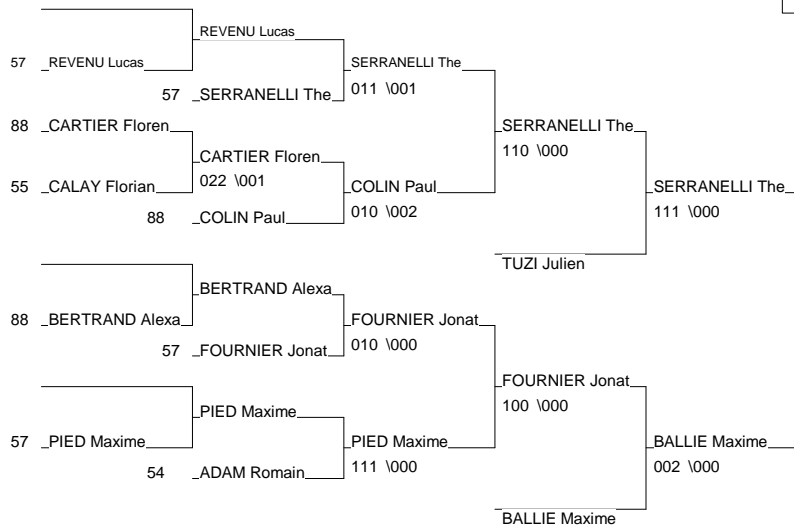 REVENU Lucas
57 REVENU Lucas SERRANELLI The
57 SERRANELLI The 011 \001
88 CARTIER Floren SERRANELLI The
CARTIER Floren 110 \000
022 \001
55 CALAY Florian COLIN Paul SERRANELLI The
88 COLIN Paul 010 \002 111 \000
TUZI Julien
BERTRAND Alexa
88 BERTRAND Alexa FOURNIER Jonat
57 FOURNIER Jonat 010 \000
FOURNIER Jonat
PIED Maxime 100 \000
57 PIED Maxime PIED Maxime BALLIE Maxime
54 ADAM Romain 111 \000 002 \000
BALLIE Maxime